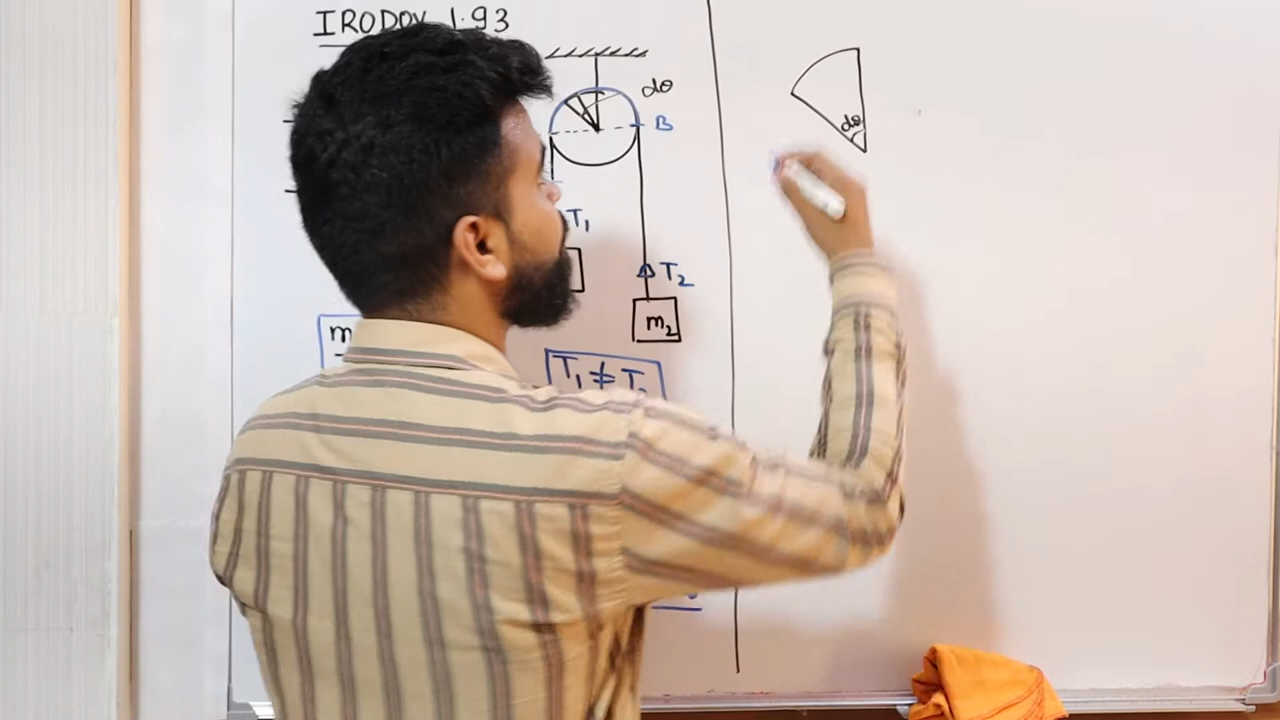 IRODOV 1.93
dθ
B
T₁
T₂
m₂
m
T₁ ≠ T₂
dθ